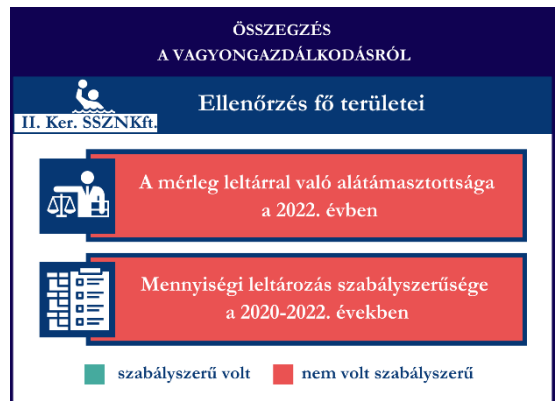 ÖSSZEGZÉS
A VAGYONGAZDÁLKODÁSRÓL
II. Ker. SSZNKft.
Ellenőrzés fő területei
A mérleg leltárral való alátámasztottsága
a 2022. évben
Mennyiségi leltározás szabályszerűsége
a 2020-2022. években
szabályszerű volt
nem volt szabályszerű